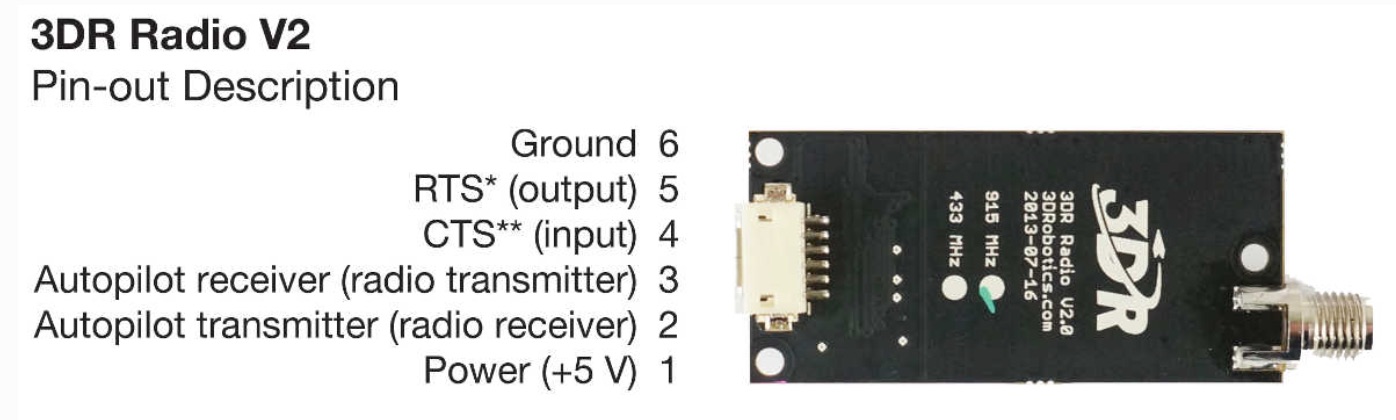 3DR Radio V2
Pin-out Description
Ground 6
RTS* (output) 5
CTS** (input) 4
Autopilot receiver (radio transmitter) 3
Autopilot transmitter (radio receiver) 2
Power (+5 V) 1
433 MHz
915 MHz
3DR Radio V2.0
3DRobotics.com
2013-07-16
3DR